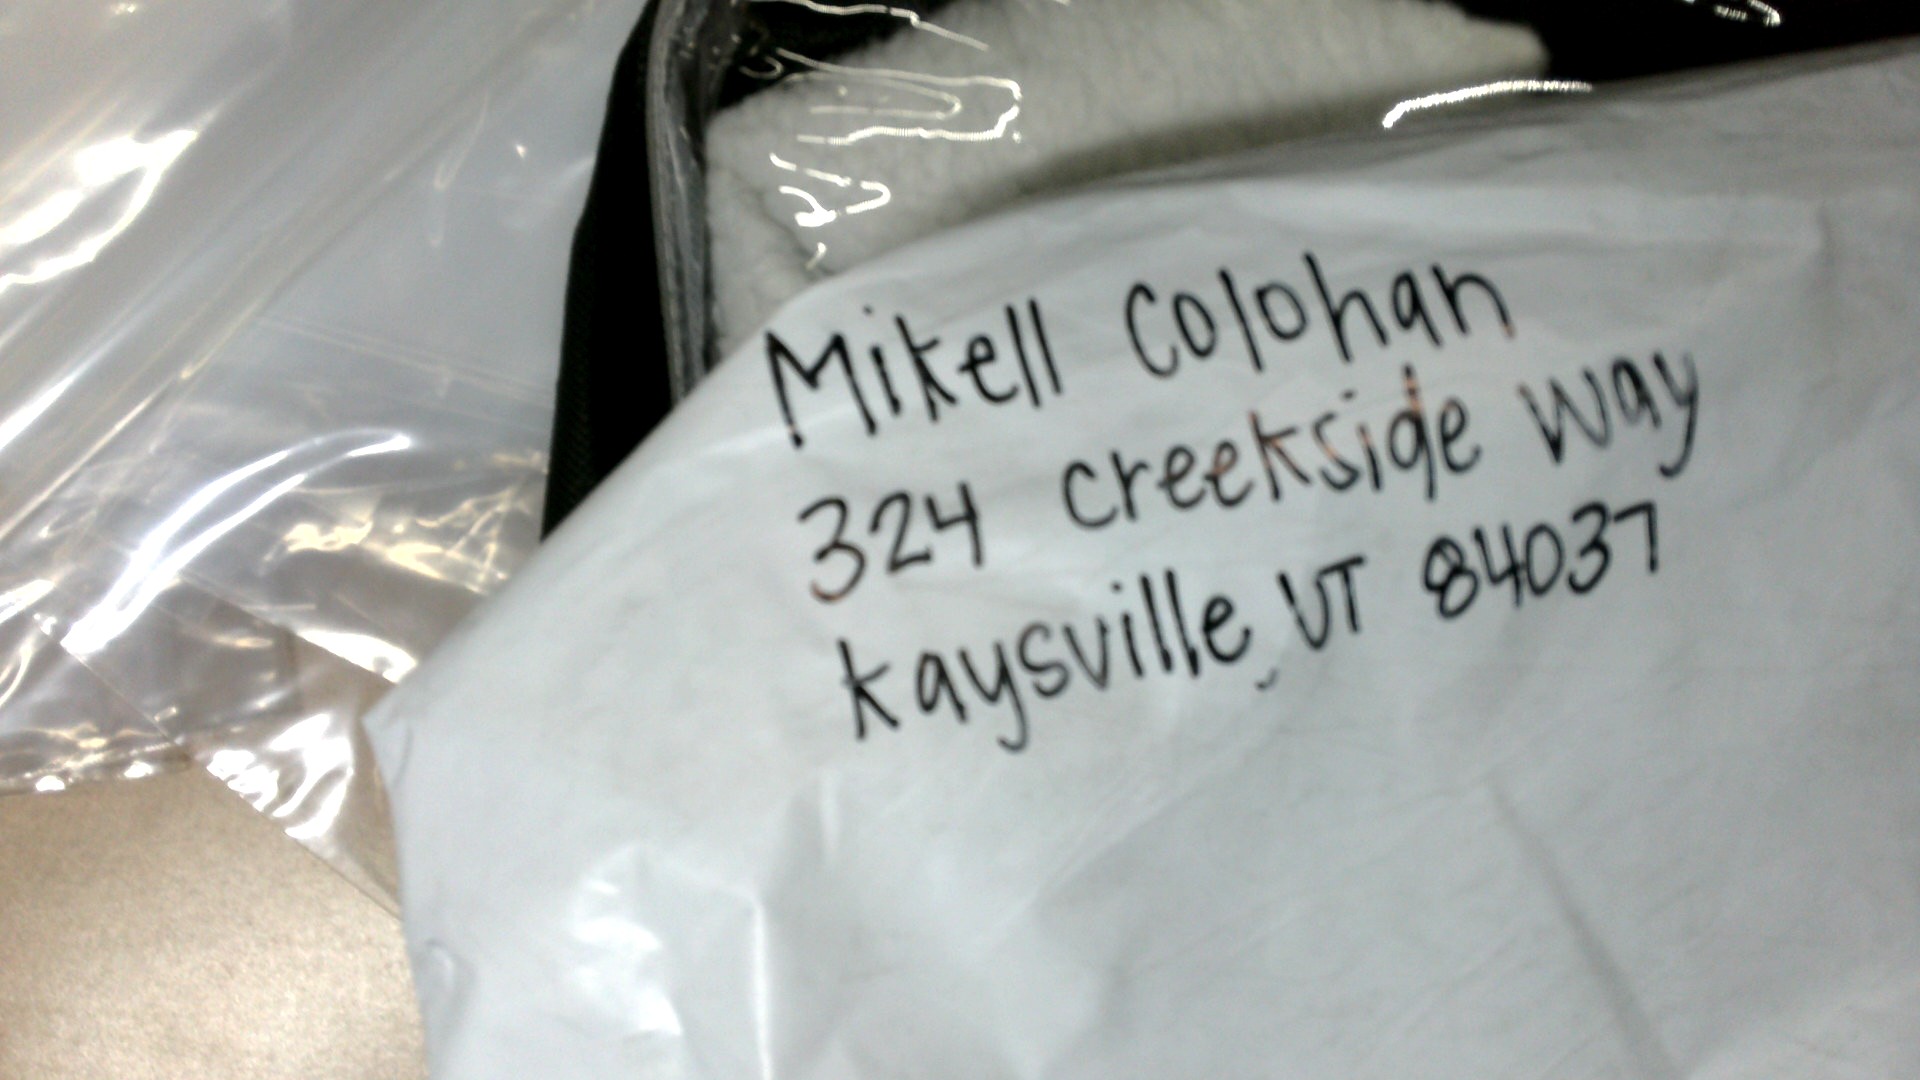 Mikell Colohan
324 creekside way
kaysville, UT 84037